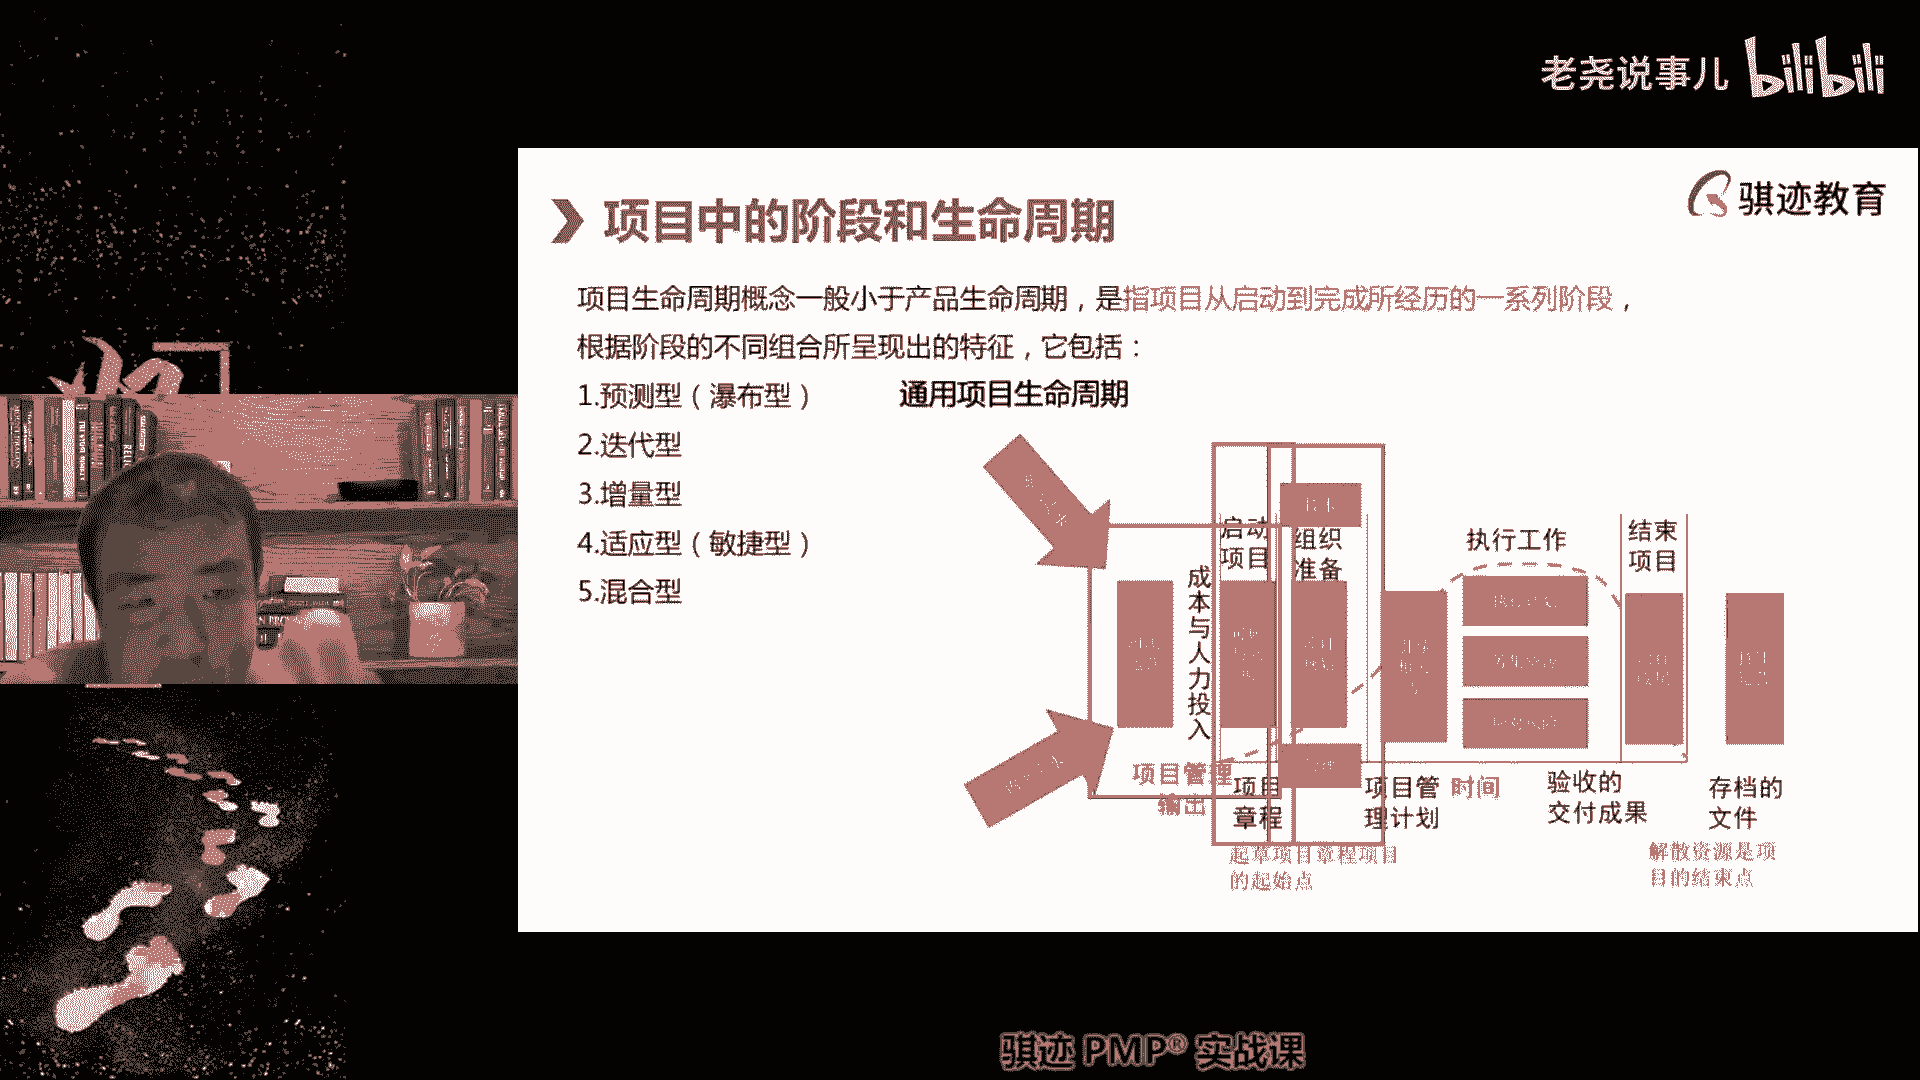 老尧说事儿 bilibili
骐迹教育
项目中的阶段和生命周期
项目生命周期概念一般小于产品生命周期，是指项目从启动到完成所经历的一系列阶段，
根据阶段的不同组合所呈现出的特征，它包括：
1.预测型（瀑布型）
2.迭代型
3.增量型
4.适应型（敏捷型）
5.混合型
通用项目生命周期
成本与人力投入
启动
项目
组织
准备
执行工作
结束
项目
项目管理
输出
项目
章程
项目管
理计划
时间
验收的
交付成果
存档的
文件
起草项目章程项目
的起始点
解散资源是项
目的结束点
骐迹 PMP® 实战课